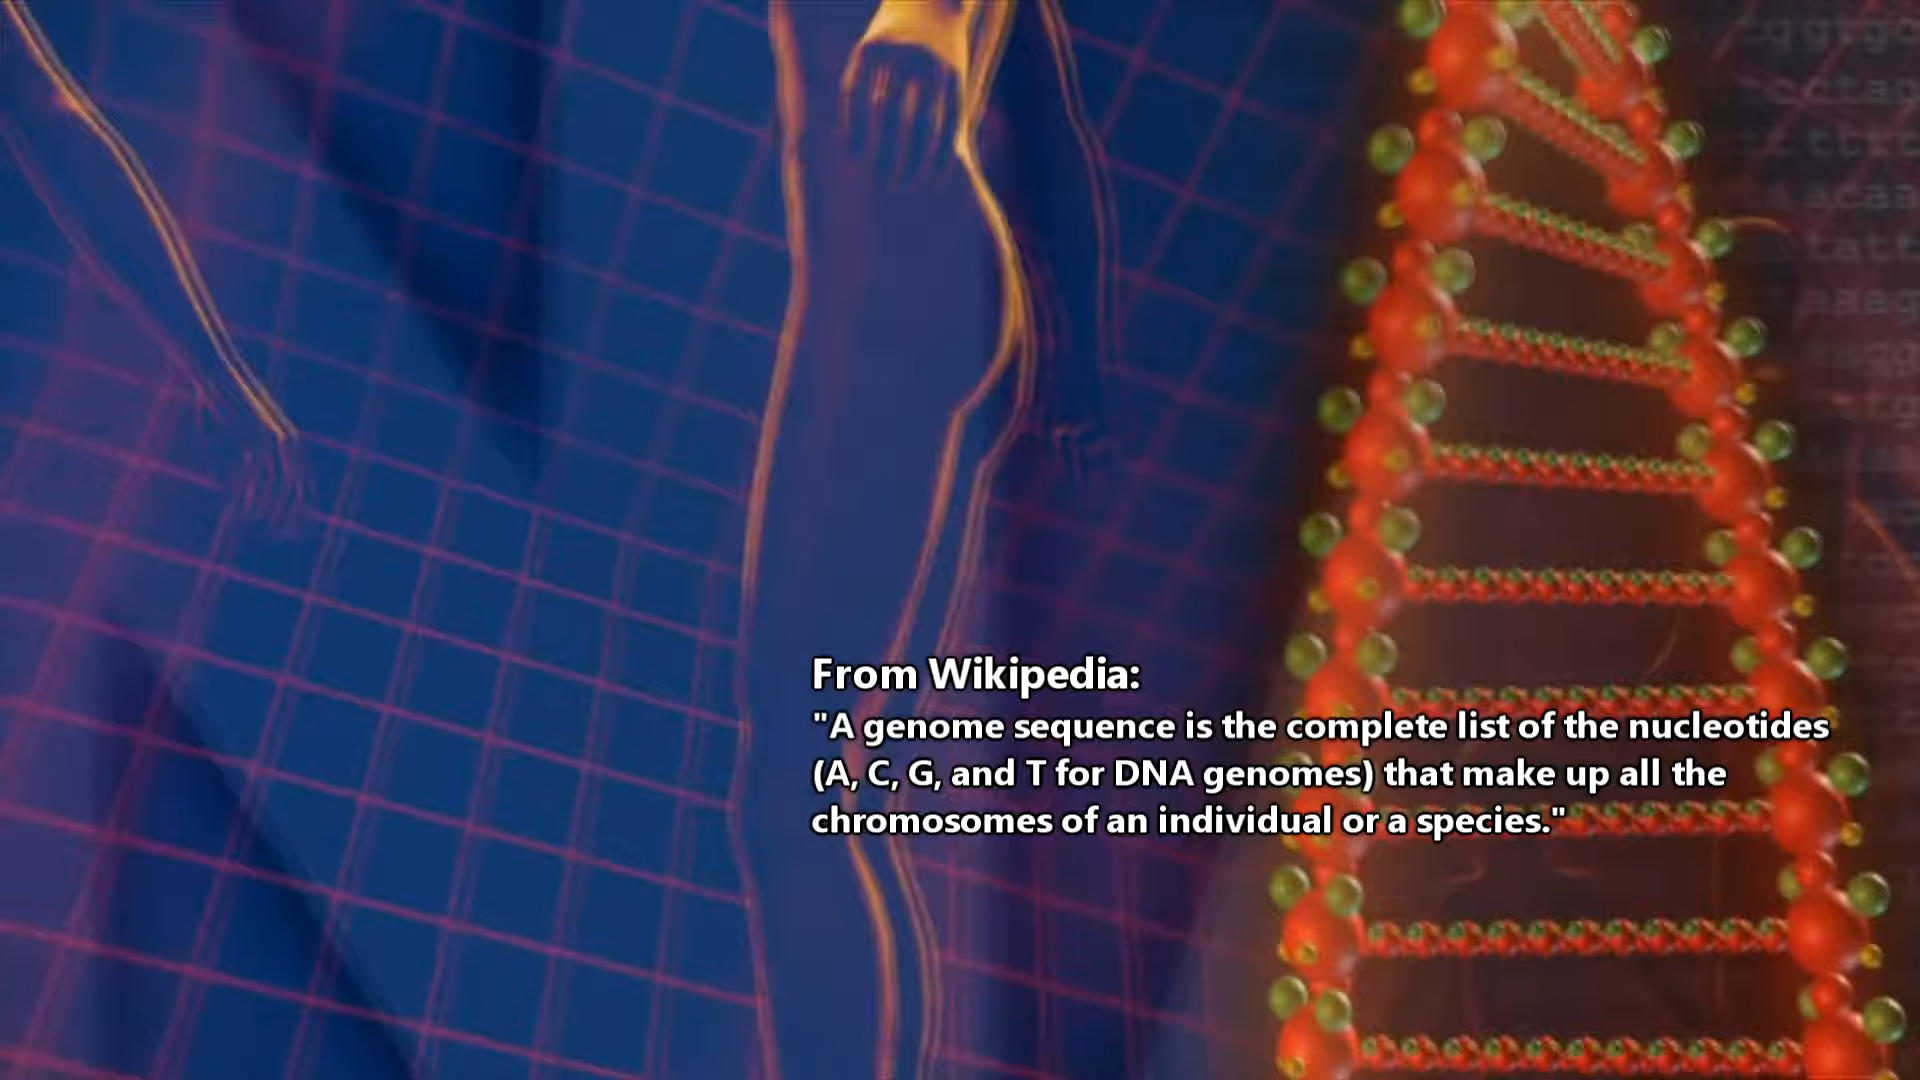 From Wikipedia:
"A genome sequence is the complete list of the nucleotides
(A, C, G, and T for DNA genomes) that make up all the
chromosomes of an individual or a species."